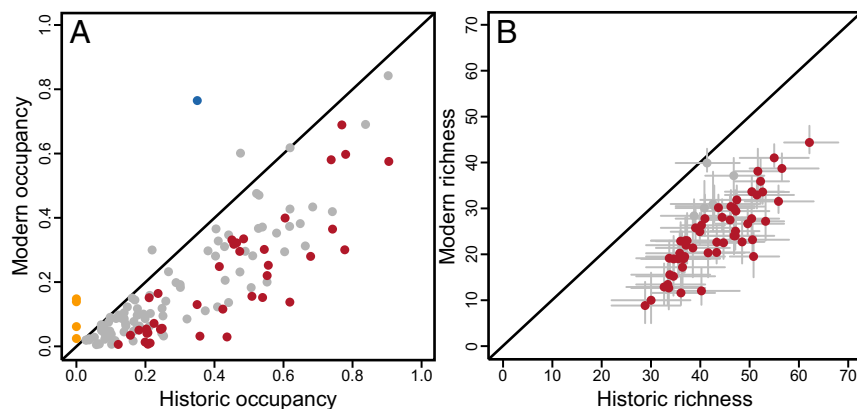 A
Modern occupancy
1.0
0.8
0.6
0.4
0.2
0.0
0.0 0.2 0.4 0.6 0.8 1.0
Historic occupancy
B
Modern richness
70
60
50
40
30
20
10
0
0 10 20 30 40 50 60 70
Historic richness